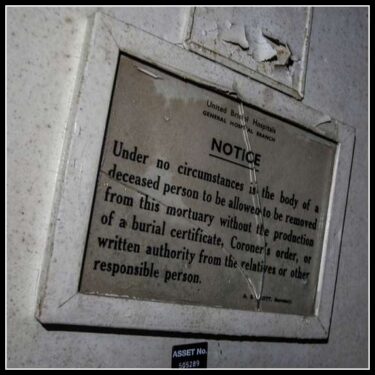 United Bristol Hospitals
GENERAL HOSPITAL BRANCH
NOTICE
Under no circumstances is the body of a
deceased person to be allowed to be removed
from this mortuary without the production
of a burial certificate, Coroner's order, or
written authority from the relatives or other
responsible person.
ASSET No.
505289